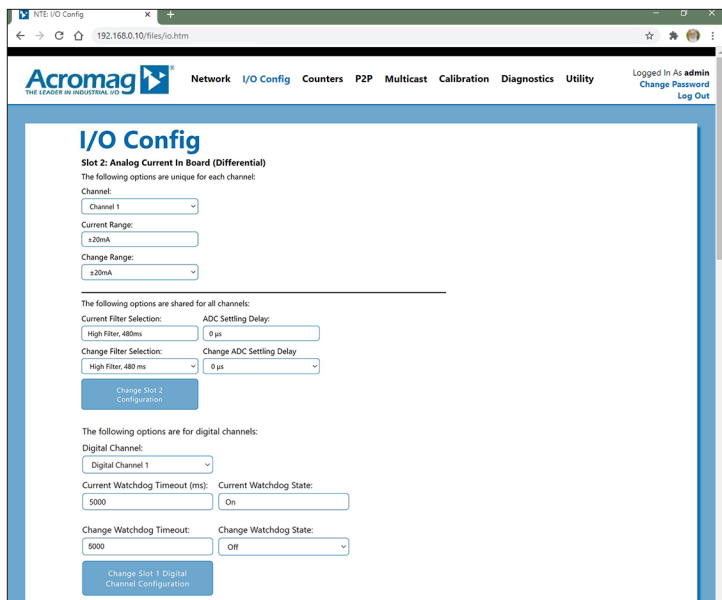 NTE: I/O Config
192.168.0.10/files/io.htm
Acromag
THE LEADER IN INDUSTRIAL I/O
Network I/O Config Counters P2P Multicast Calibration Diagnostics Utility
Logged In As admin
Change Password
Log Out
I/O Config
Slot 2: Analog Current In Board (Differential)
The following options are unique for each channel:
Channel:
Channel 1
Current Range:
±20mA
Change Range:
±20mA
The following options are shared for all channels:
Current Filter Selection: ADC Settling Delay:
High Filter, 480ms 0 µs
Change Filter Selection: Change ADC Settling Delay
High Filter, 480 ms 0 µs
Change Slot 2
Configuration
The following options are for digital channels:
Digital Channel:
Digital Channel 1
Current Watchdog Timeout (ms): Current Watchdog State:
5000 On
Change Watchdog Timeout: Change Watchdog State:
5000 Off
Change Slot 1 Digital
Channel Configuration